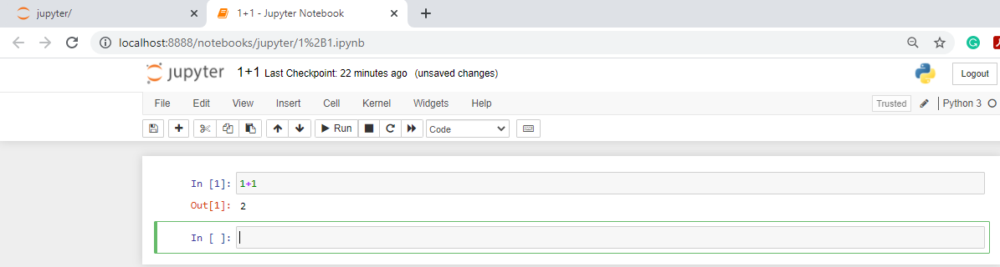 jupyter/
1+1 - Jupyter Notebook
localhost:8888/notebooks/jupyter/1%2B1.ipynb
jupyter 1+1 Last Checkpoint: 22 minutes ago (unsaved changes)
Logout
File Edit View Insert Cell Kernel Widgets Help
Trusted Python 3
Run Code
In [1]: 1+1
Out[1]: 2
In [ ]: